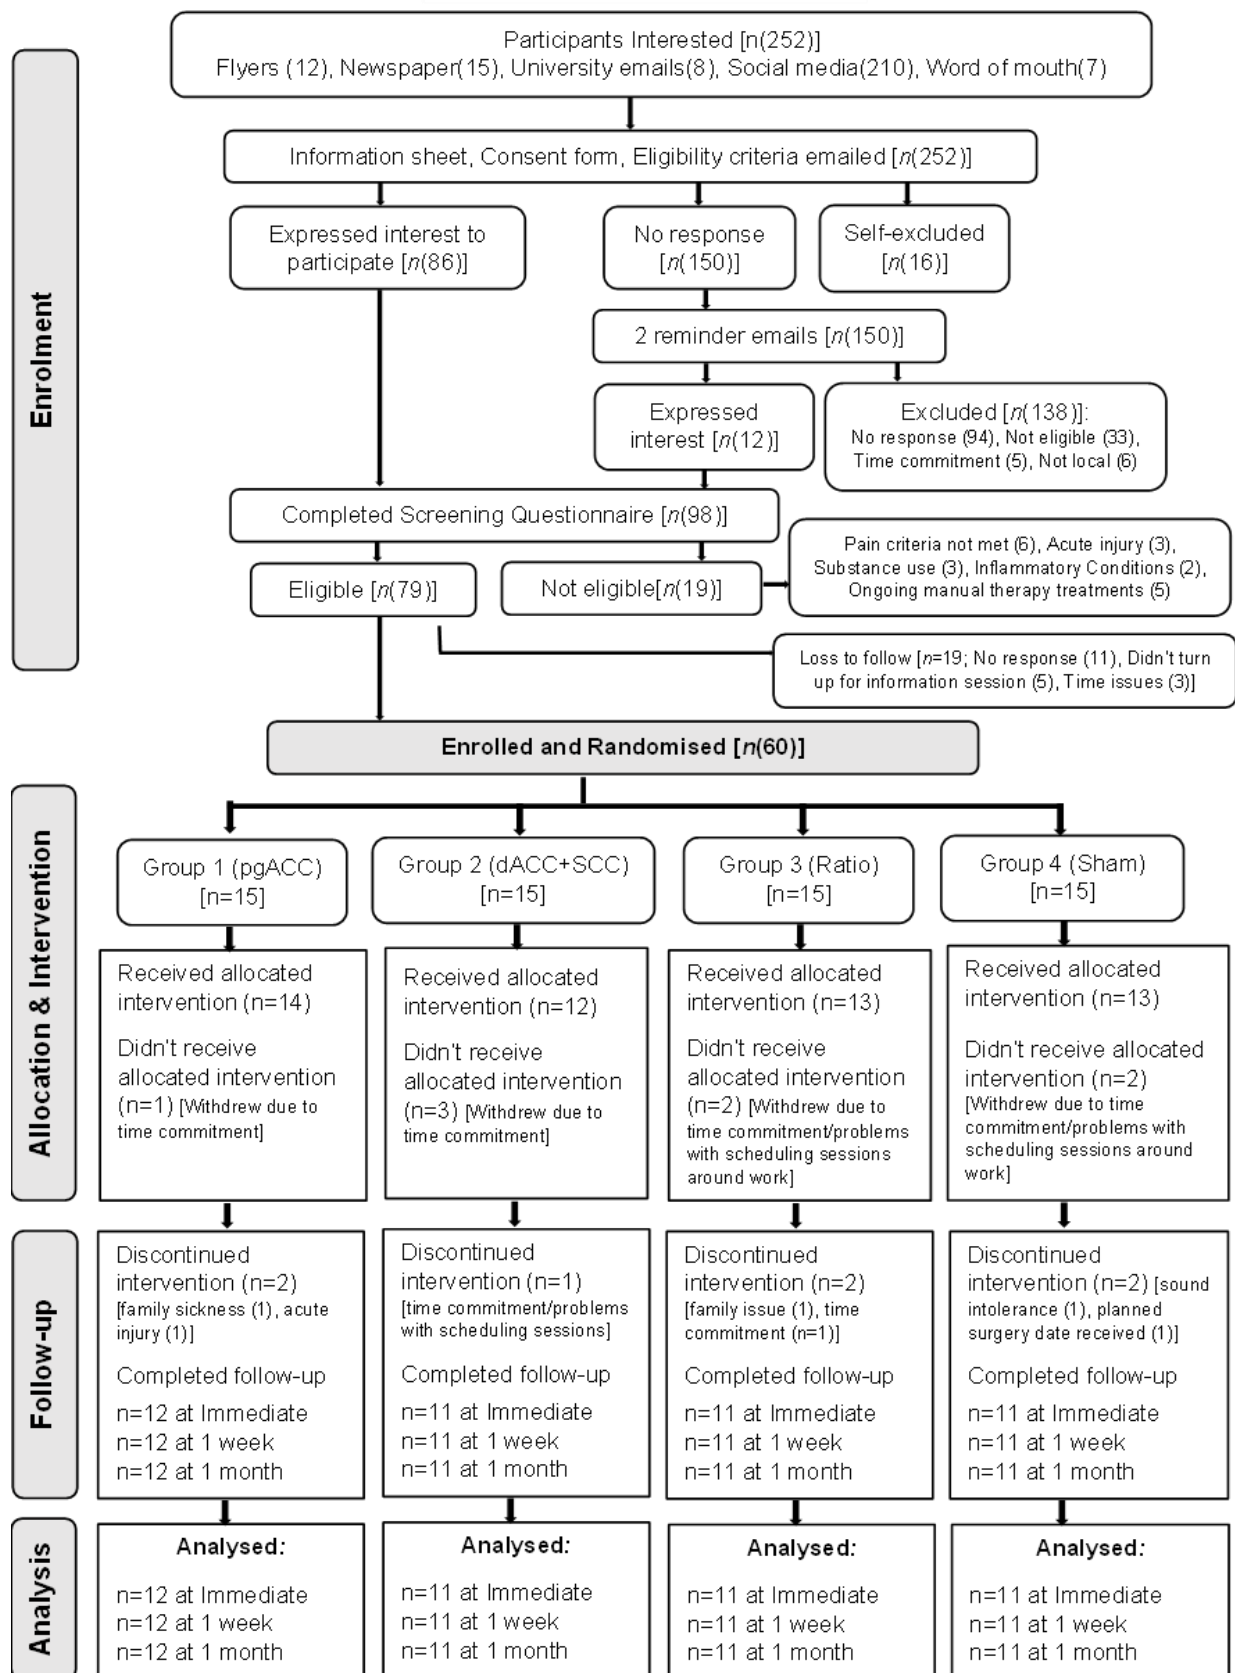 Participants Interested [n(252)]
Flyers (12), Newspaper(15), University emails(8), Social media(210), Word of mouth(7)
Information sheet, Consent form, Eligibility criteria emailed [n(252)]
Expressed interest to
participate [n(86)]
No response
[n(150)]
Self-excluded
[n(16)]
2 reminder emails [n(150)]
Expressed
interest [n(12)]
Excluded [n(138)]:
No response (94), Not eligible (33),
Time commitment (5), Not local (6)
Enrolment
Completed Screening Questionnaire [n(98)]
Eligible [n(79)]
Not eligible[n(19)]
Pain criteria not met (6), Acute injury (3),
Substance use (3), Inflammatory Conditions (2),
Ongoing manual therapy treatments (5)
Loss to follow [n=19; No response (11), Didn't turn
up for information session (5), Time issues (3)]
Enrolled and Randomised [n(60)]
Allocation & Intervention
Group 1 (pgACC)
[n=15]
Group 2 (dACC+SCC)
[n=15]
Group 3 (Ratio)
[n=15]
Group 4 (Sham)
[n=15]
Received allocated
intervention (n=14)
Didn't receive
allocated intervention
(n=1) [Withdrew due to
time commitment]
Received allocated
intervention (n=12)
Didn't receive
allocated intervention
(n=3) [Withdrew due to
time commitment]
Received allocated
intervention (n=13)
Didn't receive
allocated intervention
(n=2) [Withdrew due to
time commitment/problems
with scheduling sessions
around work]
Received allocated
intervention (n=13)
Didn't receive allocated
intervention (n=2)
[Withdrew due to time
commitment/problems with
scheduling sessions around
work]
Follow-up
Discontinued
intervention (n=2)
[family sickness (1), acute
injury (1)]
Completed follow-up
n=12 at Immediate
n=12 at 1 week
n=12 at 1 month
Discontinued
intervention (n=1)
[time commitment/problems
with scheduling sessions]
Completed follow-up
n=11 at Immediate
n=11 at 1 week
n=11 at 1 month
Discontinued
intervention (n=2)
[family issue (1), time
commitment (n=1)]
Completed follow-up
n=11 at Immediate
n=11 at 1 week
n=11 at 1 month
Discontinued
intervention (n=2) [sound
intolerance (1), planned
surgery date received (1)]
Completed follow-up
n=11 at Immediate
n=11 at 1 week
n=11 at 1 month
Analysis
Analysed:
n=12 at Immediate
n=12 at 1 week
n=12 at 1 month
Analysed:
n=11 at Immediate
n=11 at 1 week
n=11 at 1 month
Analysed:
n=11 at Immediate
n=11 at 1 week
n=11 at 1 month
Analysed:
n=11 at Immediate
n=11 at 1 week
n=11 at 1 month